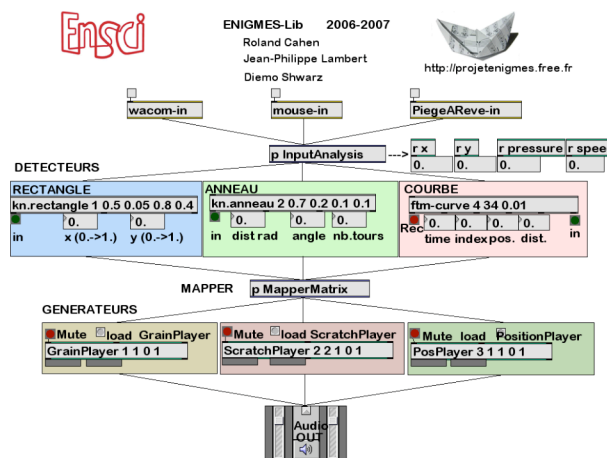 Ensci
ENIGMES-Lib 2006-2007
Roland Cahen
Jean-Philippe Lambert
Diemo Shwarz
http://projetenigmes.free.fr
wacom-in mouse-in PiegeAReve-in
p InputAnalysis ---> r x r y r pressure r speed
0. 0. 0. 0.
DETECTEURS
RECTANGLE ANNEAU COURBE
kn.rectangle 1 0.5 0.05 0.8 0.4 kn.anneau 2 0.7 0.2 0.1 0.1 ftm-curve 4 34 0.01
0. 0. 0. 0. 0. Rec 0. 0. 0. 0.
in x (0.->1.) y (0.->1.) in dist rad angle nb.tours time index pos. dist. in
MAPPER p MapperMatrix
GENERATEURS
Mute load GrainPlayer Mute load ScratchPlayer Mute load PositionPlayer
GrainPlayer 1 1 0 1 ScratchPlayer 2 2 1 0 1 PosPlayer 3 1 1 0 1
Audio
OUT